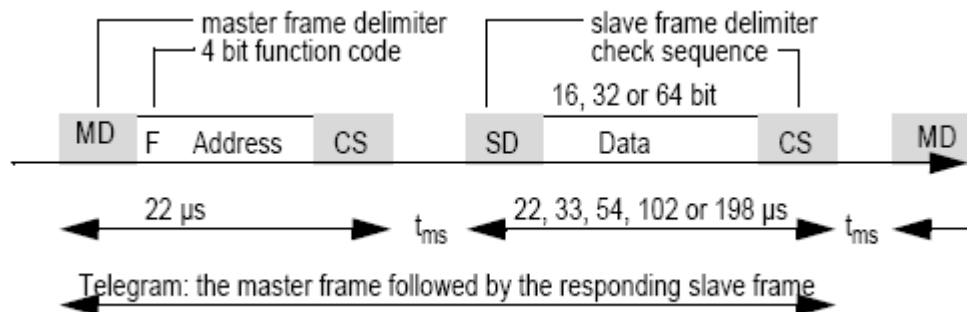 master frame delimiter
4 bit function code
slave frame delimiter
check sequence
16, 32 or 64 bit
MD F Address CS SD Data CS MD
22 µs tms 22, 33, 54, 102 or 198 µs tms
Telegram: the master frame followed by the responding slave frame